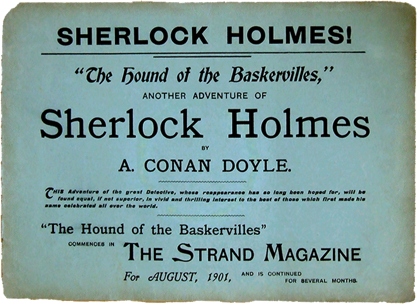 SHERLOCK HOLMES!
"The Hound of the Baskervilles,"
ANOTHER ADVENTURE OF
Sherlock Holmes
BY
A. CONAN DOYLE.
THIS Adventure of the great Detective, whose reappearance has so long been hoped for, will be
found equal, if not superior, in vivid and thrilling interest to the best of those which first made his
name celebrated all over the world.
"The Hound of the Baskervilles"
COMMENCES IN THE STRAND MAGAZINE
For AUGUST, 1901, AND IS CONTINUED
FOR SEVERAL MONTHS.